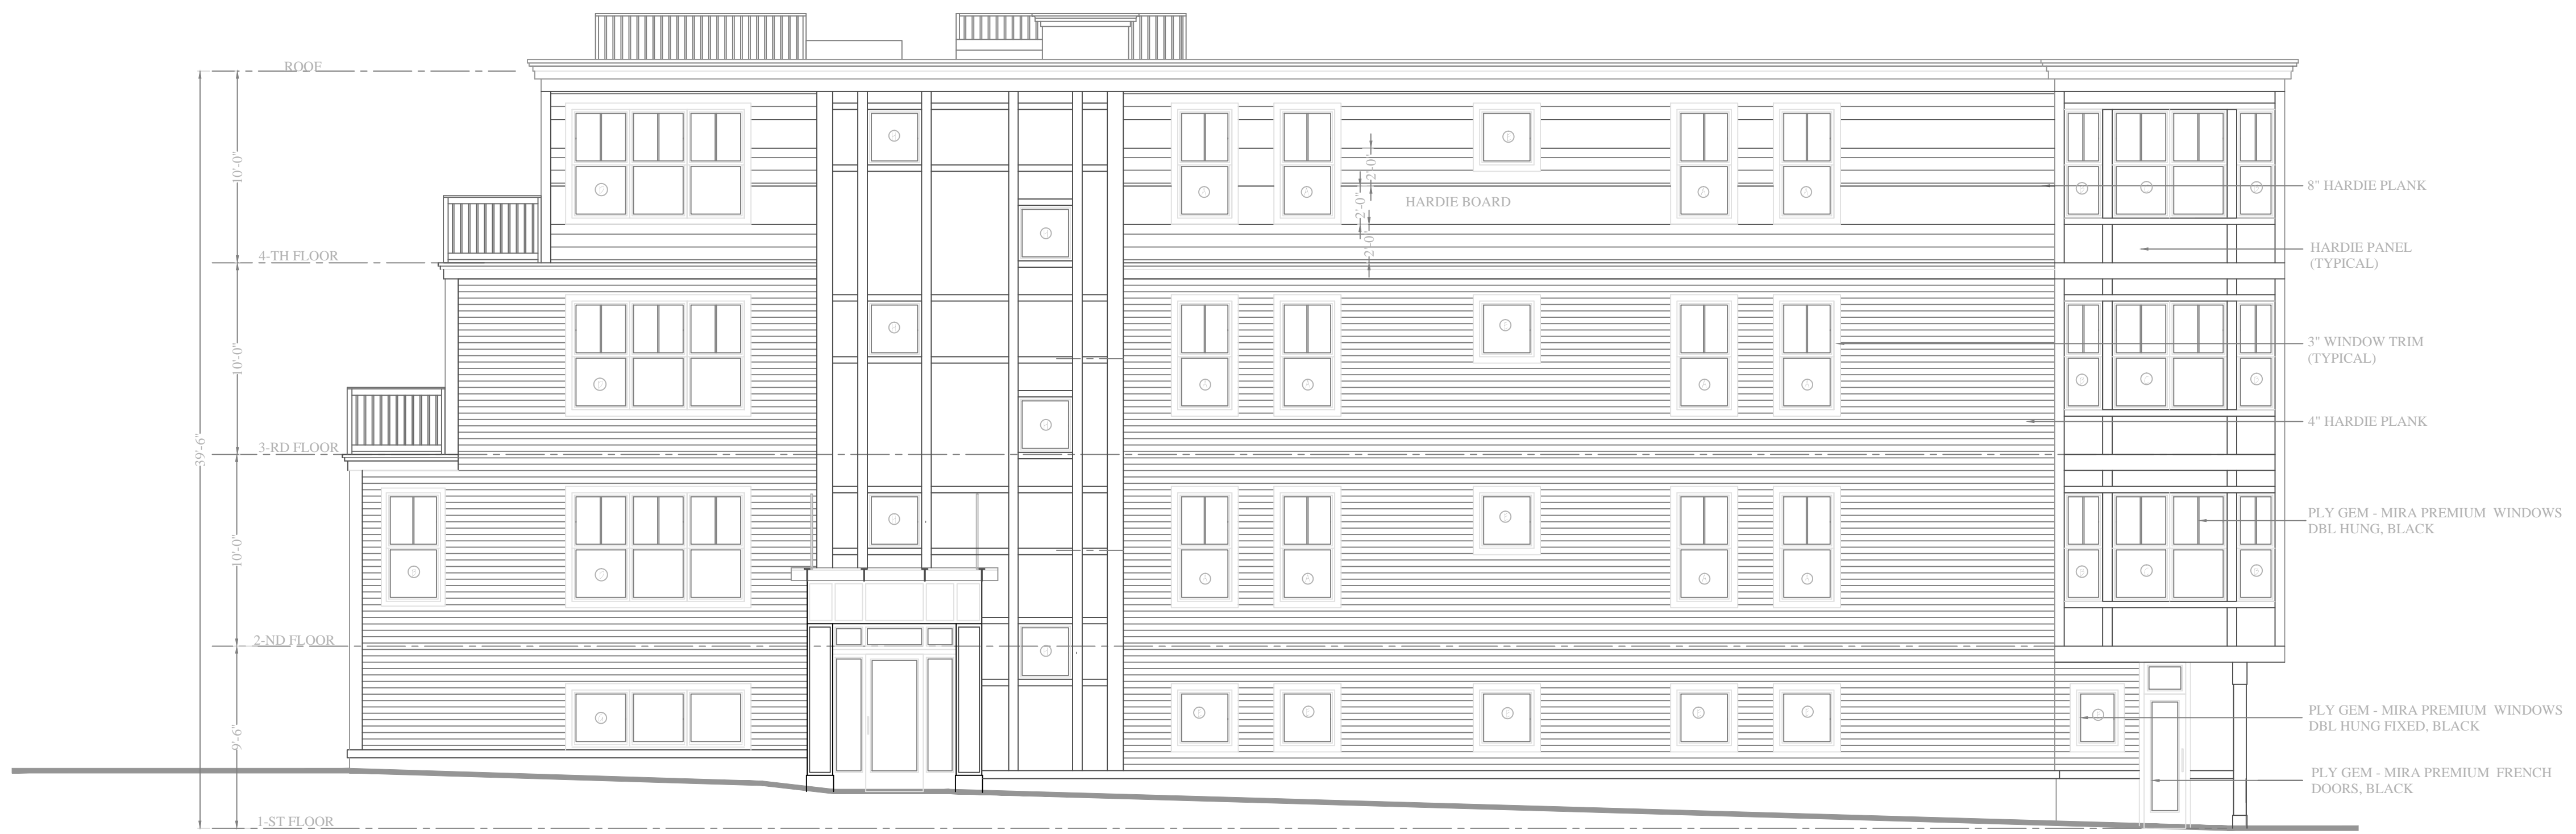 ROOF
10'-0"
2'-0"
8" HARDIE PLANK
2'-0"
HARDIE BOARD
2'-0"
4-TH FLOOR
HARDIE PANEL
(TYPICAL)
10'-0"
3" WINDOW TRIM
(TYPICAL)
4" HARDIE PLANK
39'-6"
3-RD FLOOR
10'-0"
PLY GEM - MIRA PREMIUM WINDOWS
DBL HUNG, BLACK
2-ND FLOOR
9'-6"
PLY GEM - MIRA PREMIUM WINDOWS
DBL HUNG FIXED, BLACK
PLY GEM - MIRA PREMIUM FRENCH
DOORS, BLACK
1-ST FLOOR